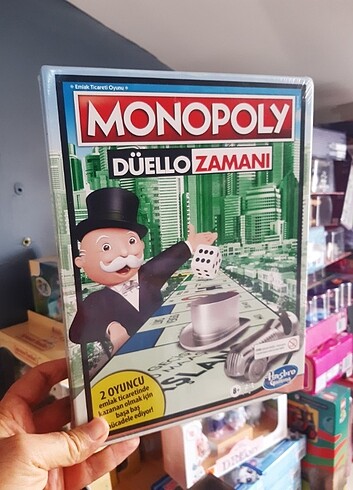 • Emlak Ticareti Oyunu •
MONOPOLY
DÜELLO ZAMANI
2 OYUNCU
emlak ticaretinde
kazanan olmak için
başa baş
mücadele ediyor!
8+
Hasbro
Gaming